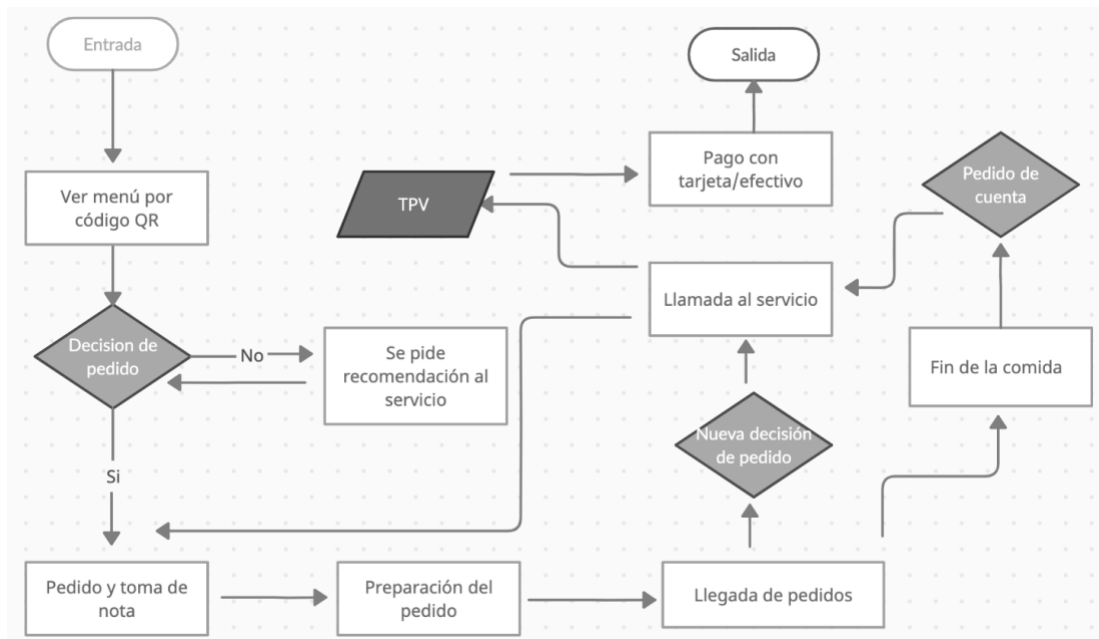 Entrada
Salida
Pago con
tarjeta/efectivo
Pedido de
cuenta
Ver menú por
código QR
TPV
Llamada al servicio
Decision de
pedido
No
Se pide
recomendación al
servicio
Fin de la comida
Nueva decisión
de pedido
Si
Pedido y toma de
nota
Preparación del
pedido
Llegada de pedidos